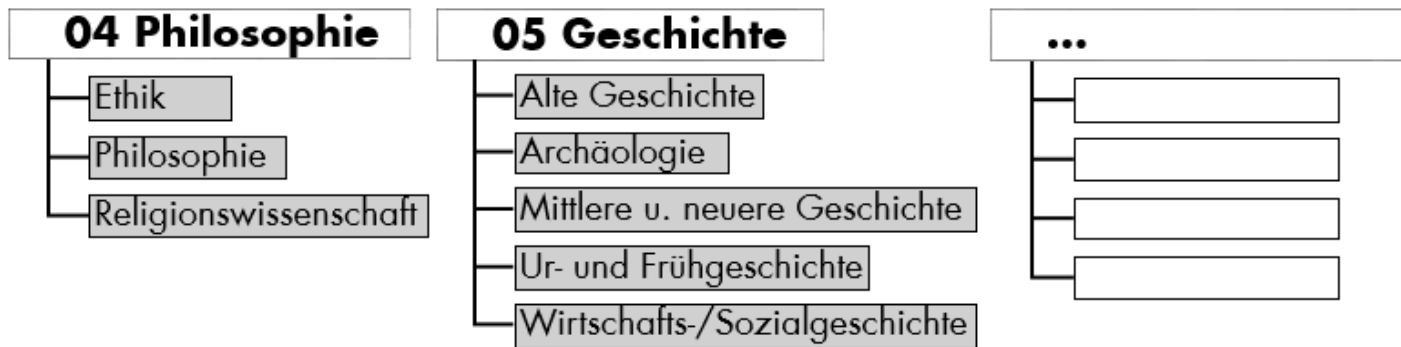 04 Philosophie
Ethik
Philosophie
Religionswissenschaft
05 Geschichte
Alte Geschichte
Archäologie
Mittlere u. neuere Geschichte
Ur- und Frühgeschichte
Wirtschafts-/Sozialgeschichte
...